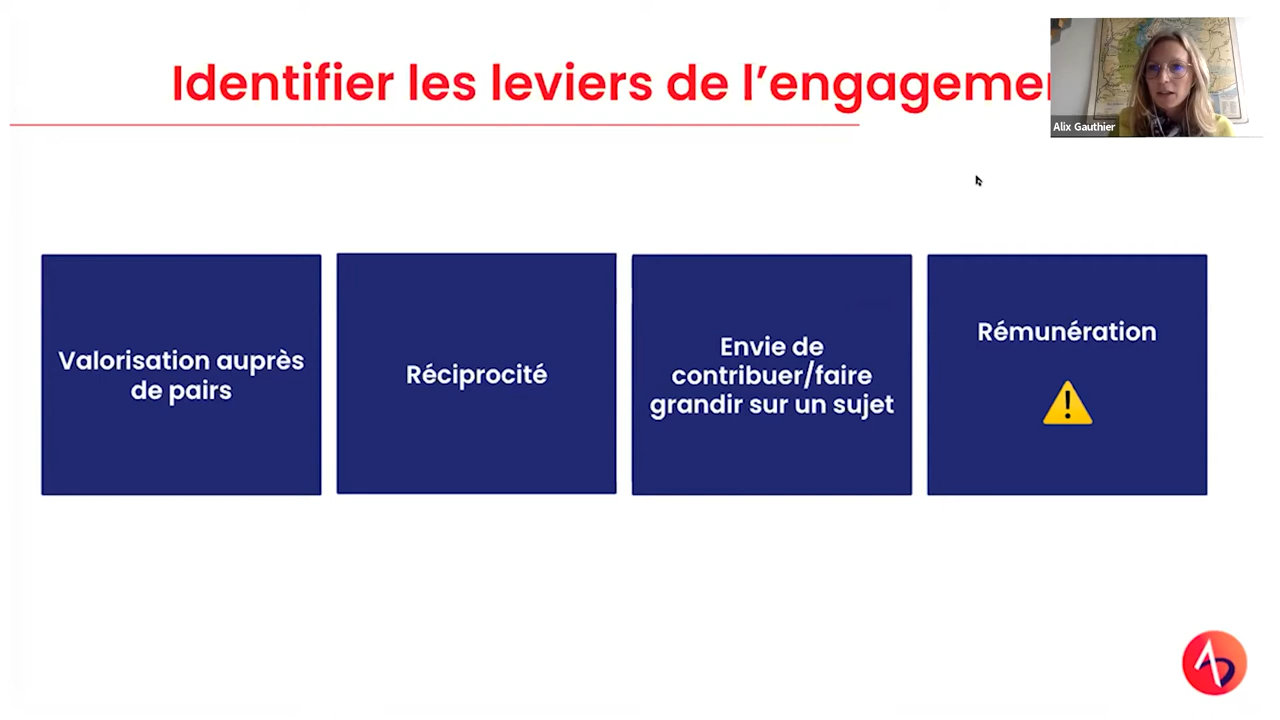 Identifier les leviers de l’engagemen
Alix Gauthier
Valorisation auprès
de pairs
Réciprocité
Envie de
contribuer/faire
grandir sur un sujet
Rémunération